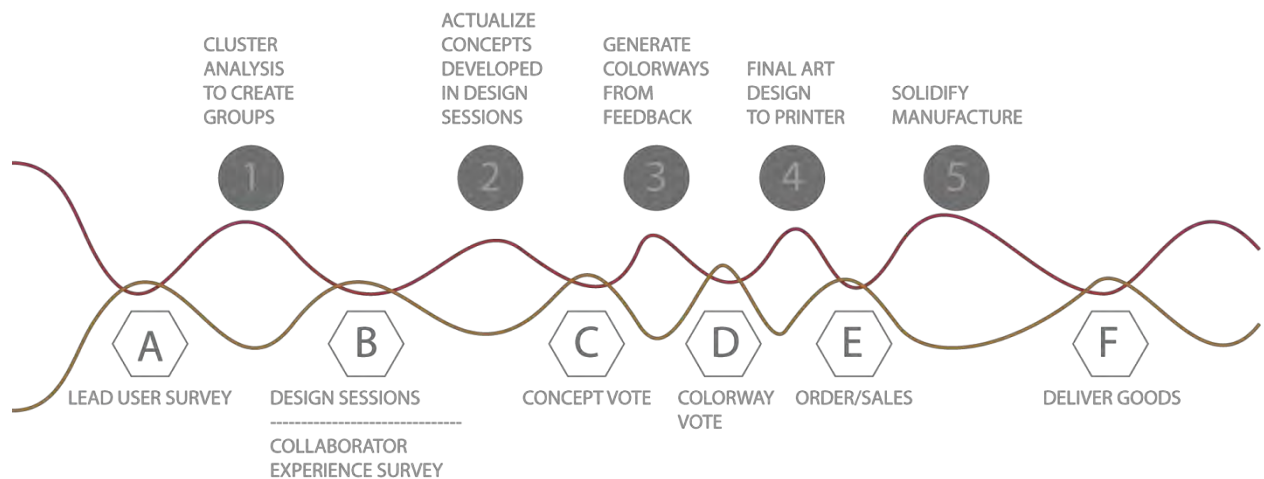 CLUSTER
ANALYSIS
TO CREATE
GROUPS
ACTUALIZE
CONCEPTS
DEVELOPED
IN DESIGN
SESSIONS
GENERATE
COLORWAYS
FROM
FEEDBACK
FINAL ART
DESIGN
TO PRINTER
SOLIDIFY
MANUFACTURE
1
2
3
4
5
A
B
C
D
E
F
LEAD USER SURVEY
DESIGN SESSIONS
-------------------------------
COLLABORATOR
EXPERIENCE SURVEY
CONCEPT VOTE
COLORWAY
VOTE
ORDER/SALES
DELIVER GOODS